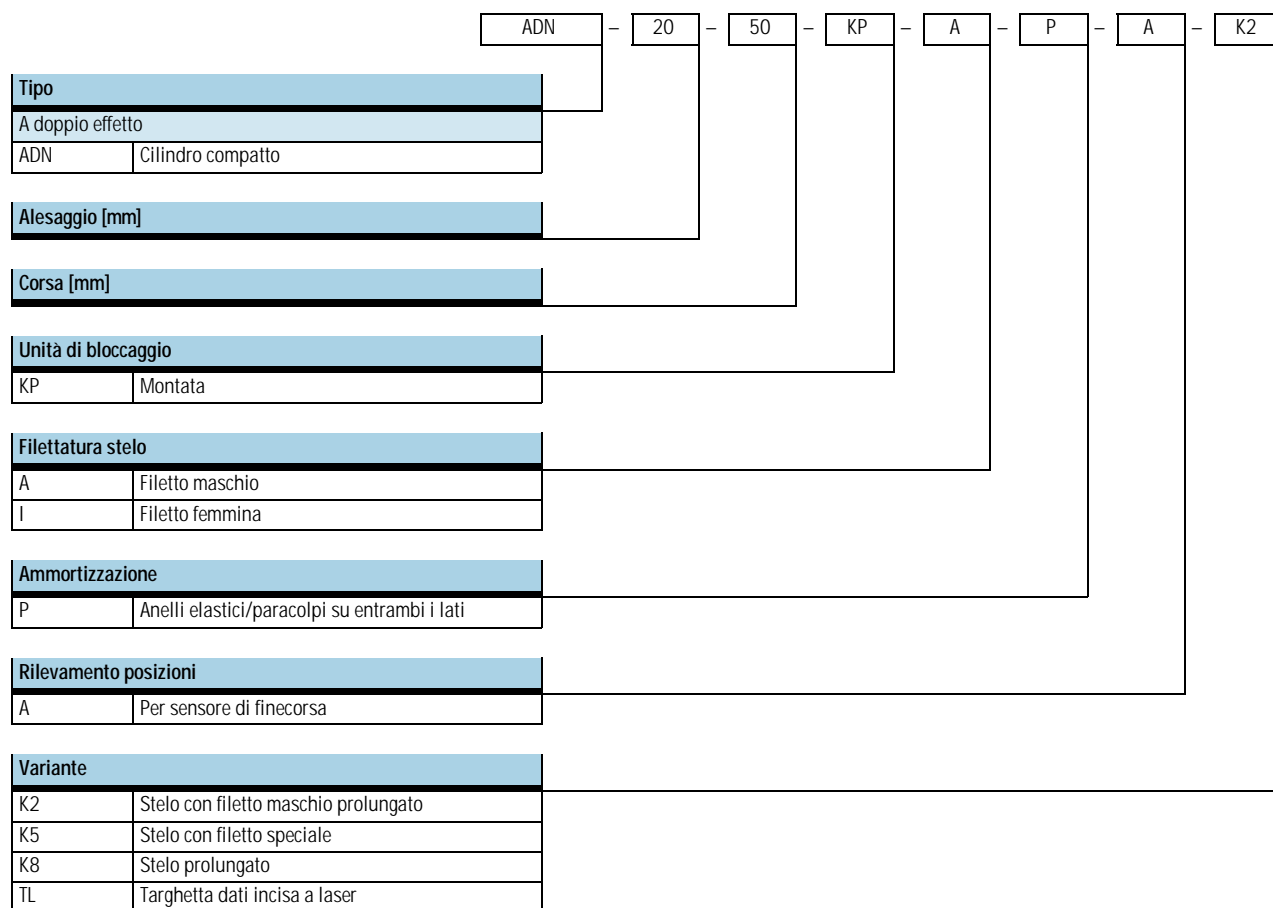 ADN – 20 – 50 – KP – A – P – A – K2
Tipo
A doppio effetto
ADN Cilindro compatto
Alesaggio [mm]
Corsa [mm]
Unità di bloccaggio
KP Montata
Filettatura stelo
A Filetto maschio
I Filetto femmina
Ammortizzazione
P Anelli elastici/paracolpi su entrambi i lati
Rilevamento posizioni
A Per sensore di finecorsa
Variante
K2 Stelo con filetto maschio prolungato
K5 Stelo con filetto speciale
K8 Stelo prolungato
TL Targhetta dati incisa a laser